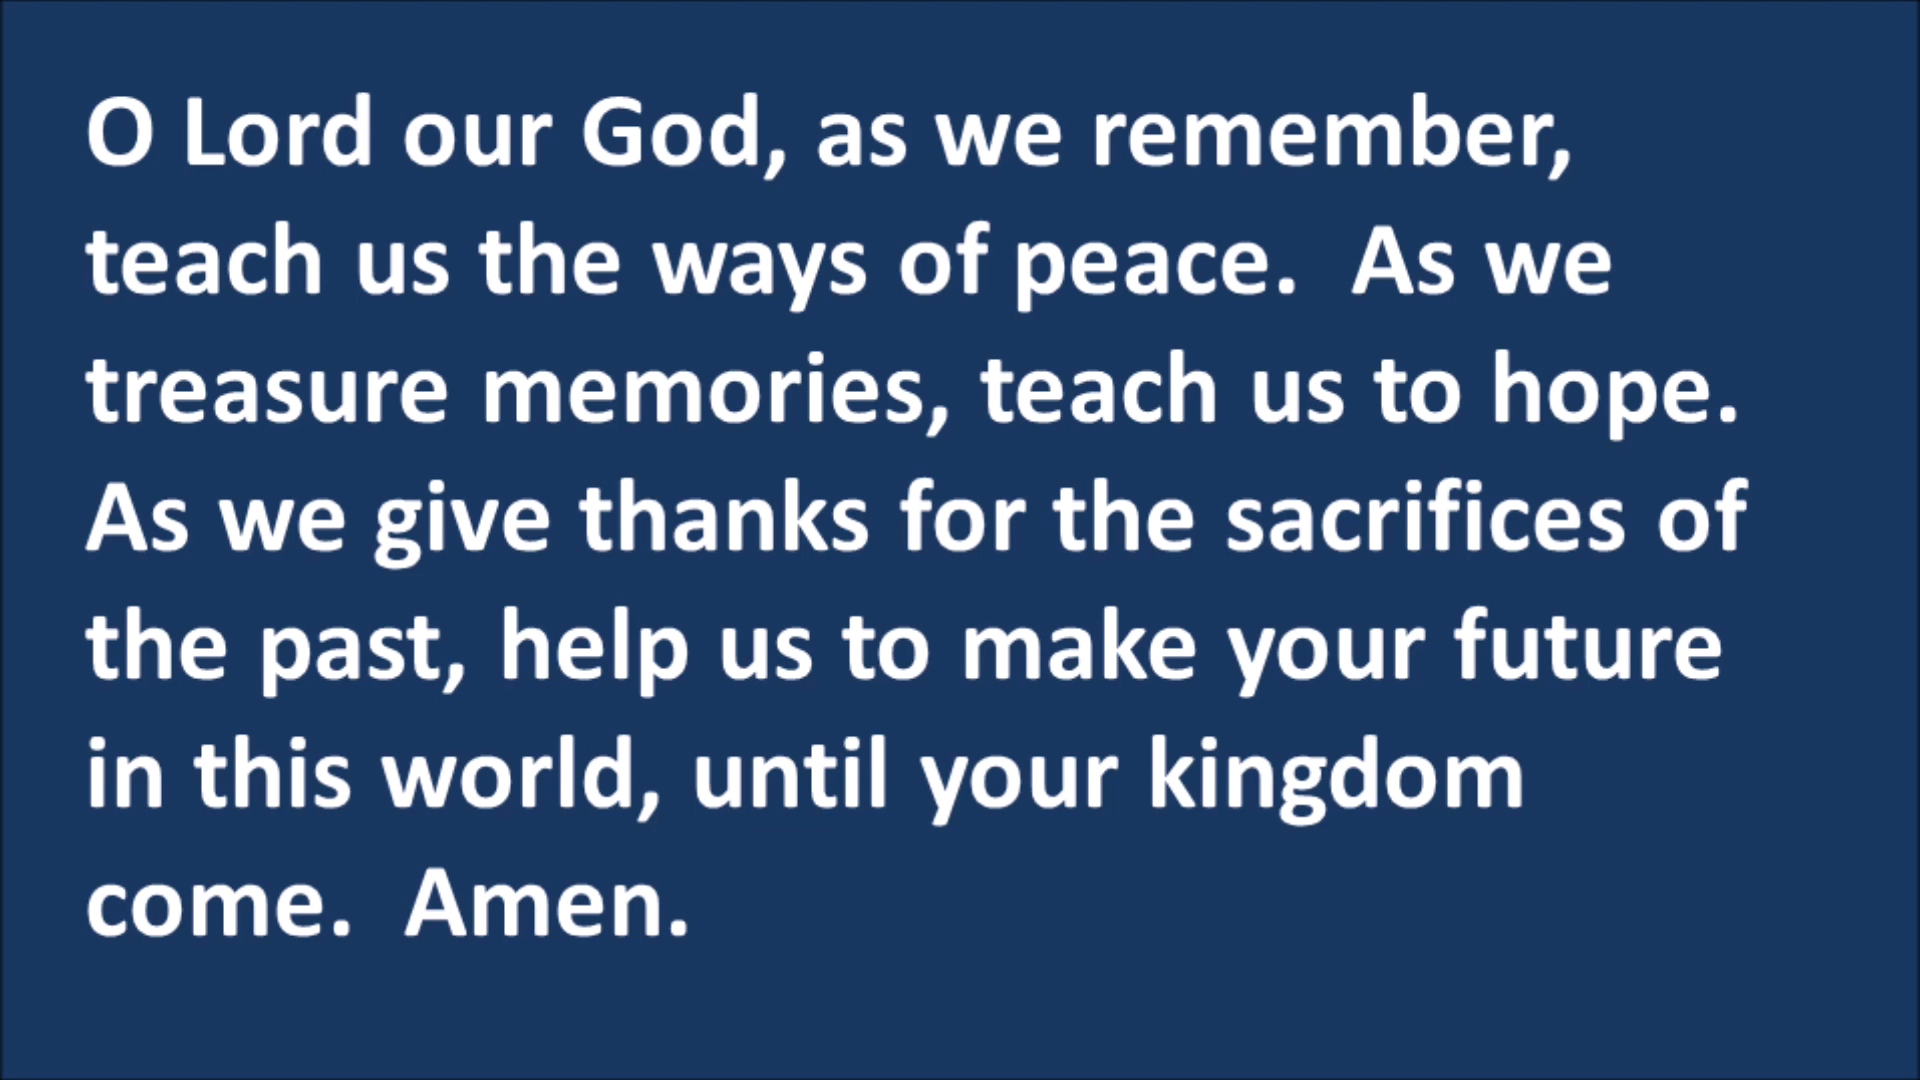 O Lord our God, as we remember,
teach us the ways of peace.  As we
treasure memories, teach us to hope.
As we give thanks for the sacrifices of
the past, help us to make your future
in this world, until your kingdom
come.  Amen.